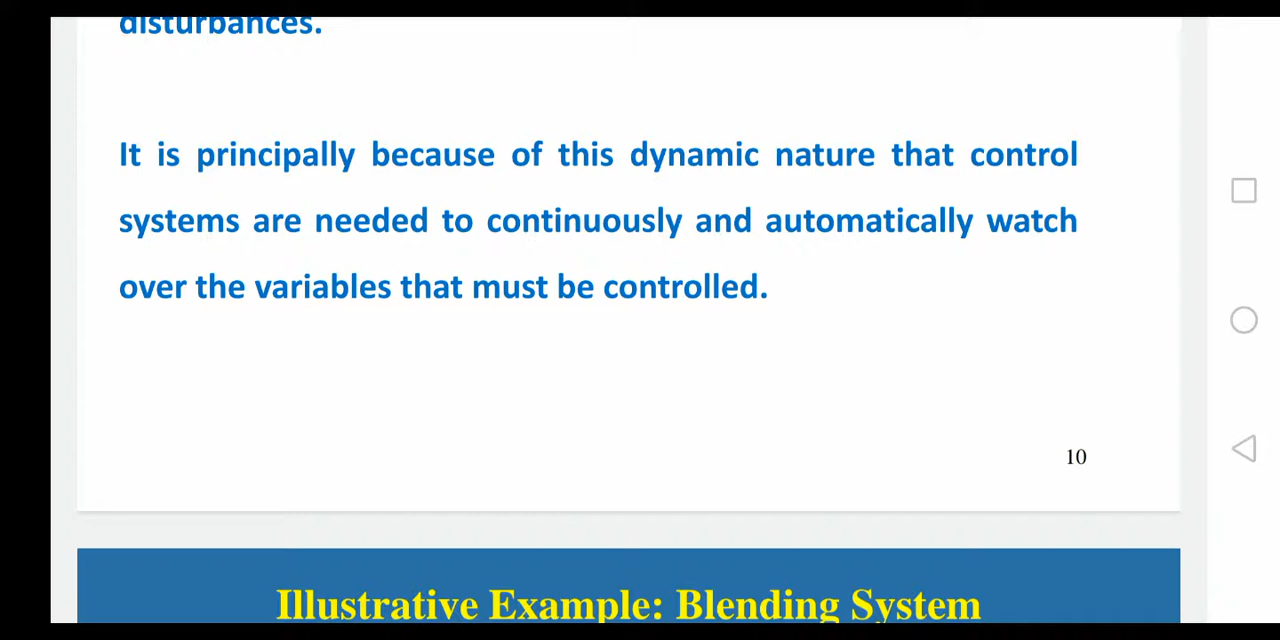 disturbances.
It is principally because of this dynamic nature that control
systems are needed to continuously and automatically watch
over the variables that must be controlled.
10
Illustrative Example: Blending System